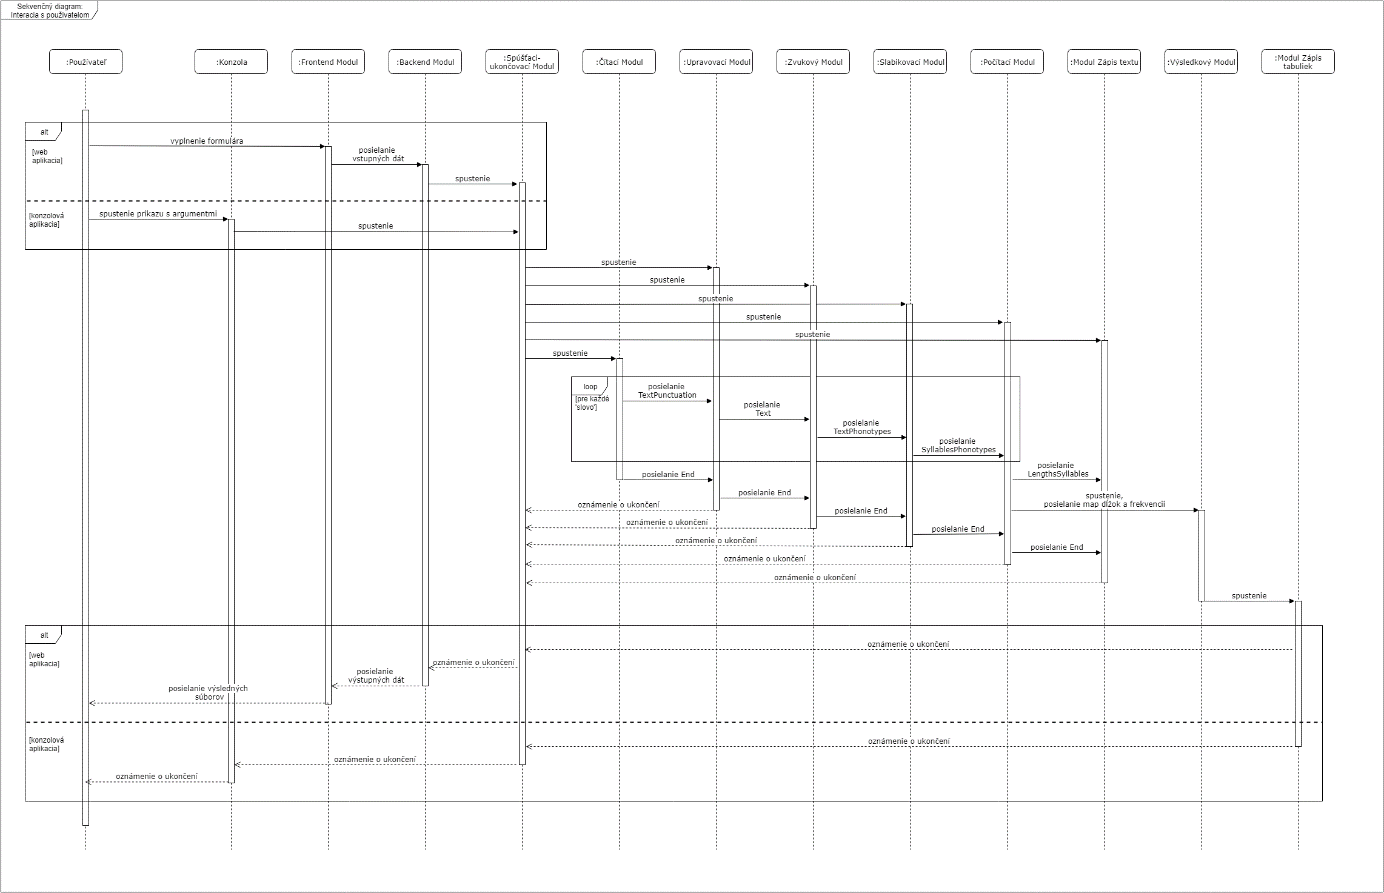 Sekvenčný diagram:
Interacia s použivatelom
:Používateľ
:Konzola
:Frontend Modul
:Backend Modul
:Spúšťaci-
ukončovací Modul
:Čítací Modul
:Upravovací Modul
:Zvukový Modul
:Slabikovací Modul
:Počítací Modul
:Modul Zápis textu
:Výsledkový Modul
:Modul Zápis
tabuliek
alt
[web
aplikacia]
vyplnenie formulára
posielanie
vstupných dát
spustenie
[konzolová
aplikacia]
spustenie prikazu s argumentmi
spustenie
spustenie
spustenie
spustenie
spustenie
spustenie
spustenie
loop
[pre každé
'slovo']
posielanie
TextPunctuation
posielanie
Text
posielanie
TextPhonotypes
posielanie
SyllablesPhonotypes
posielanie
LengthsSyllables
posielanie End
posielanie End
spustenie,
posielanie map dĺžok a frekvencií
oznámenie o ukončení
posielanie End
oznámenie o ukončení
posielanie End
oznámenie o ukončení
posielanie End
oznámenie o ukončení
oznámenie o ukončení
spustenie
alt
[web
aplikacia]
oznámenie o ukončení
oznámenie o ukončení
posielanie
výstupných dát
posielanie výsledných
súborov
[konzolová
aplikacia]
oznámenie o ukončení
oznámenie o ukončení
oznámenie o ukončení